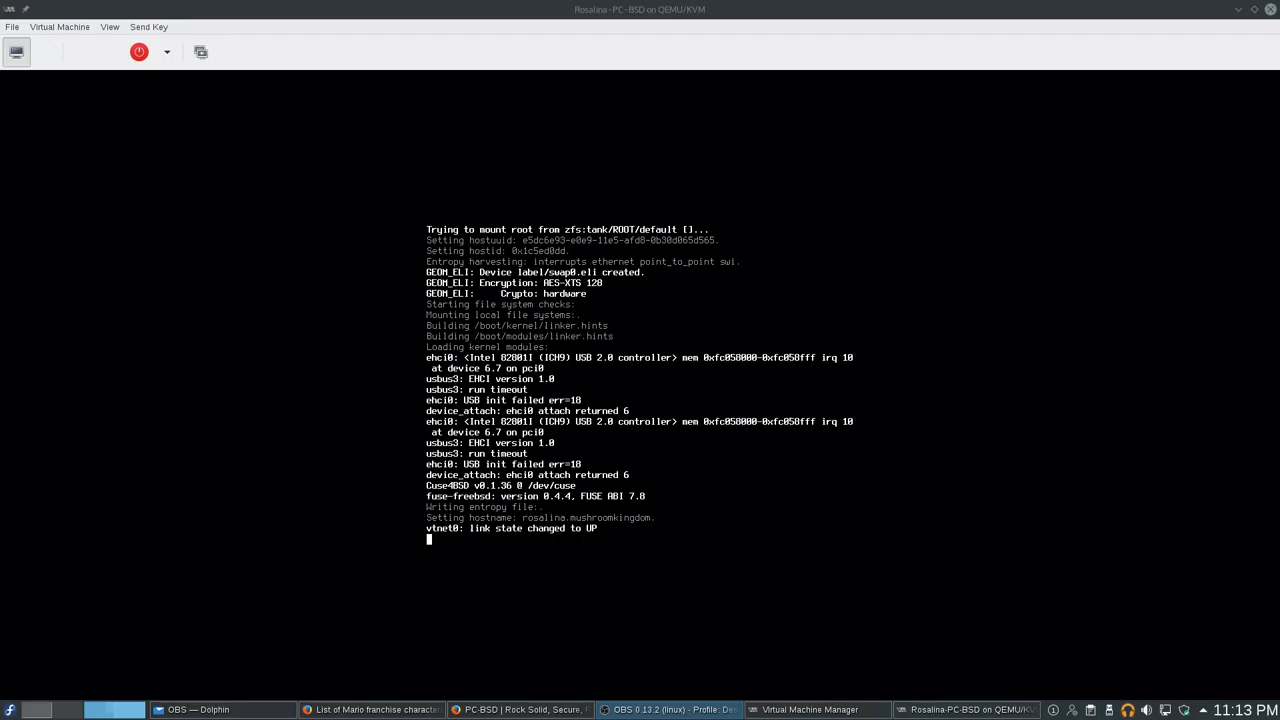 Rosalina-PC-BSD on QEMU/KVM
File Virtual Machine View Send Key
Trying to mount root from zfs:tank/ROOT/default []...
Setting hostuuid: e5dc6e93-e0e9-11e5-afd8-0b30d065d565.
Setting hostid: 0x1c5ed0dd.
Entropy harvesting: interrupts ethernet point_to_point swi.
GEOM_ELI: Device label/swap0.eli created.
GEOM_ELI: Encryption: AES-XTS 128
GEOM_ELI:     Crypto: hardware
Starting file system checks:
Mounting local file systems:.
Building /boot/kernel/linker.hints
Building /boot/modules/linker.hints
Loading kernel modules:
ehci0: <Intel 82801I (ICH9) USB 2.0 controller> mem 0xfc058000-0xfc058fff irq 10
at device 6.7 on pci0
usbus3: EHCI version 1.0
usbus3: run timeout
ehci0: USB init failed err=18
device_attach: ehci0 attach returned 6
ehci0: <Intel 82801I (ICH9) USB 2.0 controller> mem 0xfc058000-0xfc058fff irq 10
at device 6.7 on pci0
usbus3: EHCI version 1.0
usbus3: run timeout
ehci0: USB init failed err=18
device_attach: ehci0 attach returned 6
Cuse4BSD v0.1.36 @ /dev/cuse
fuse-freebsd: version 0.4.4, FUSE ABI 7.8
Writing entropy file:.
Setting hostname: rosalina.mushroomkingdom.
vtnet0: link state changed to UP
OBS — Dolphin List of Mario franchise character PC-BSD | Rock Solid, Secure, OBS 0.13.2 (linux) - Profile: Des Virtual Machine Manager Rosalina-PC-BSD on QEMU/KV 11:13 PM